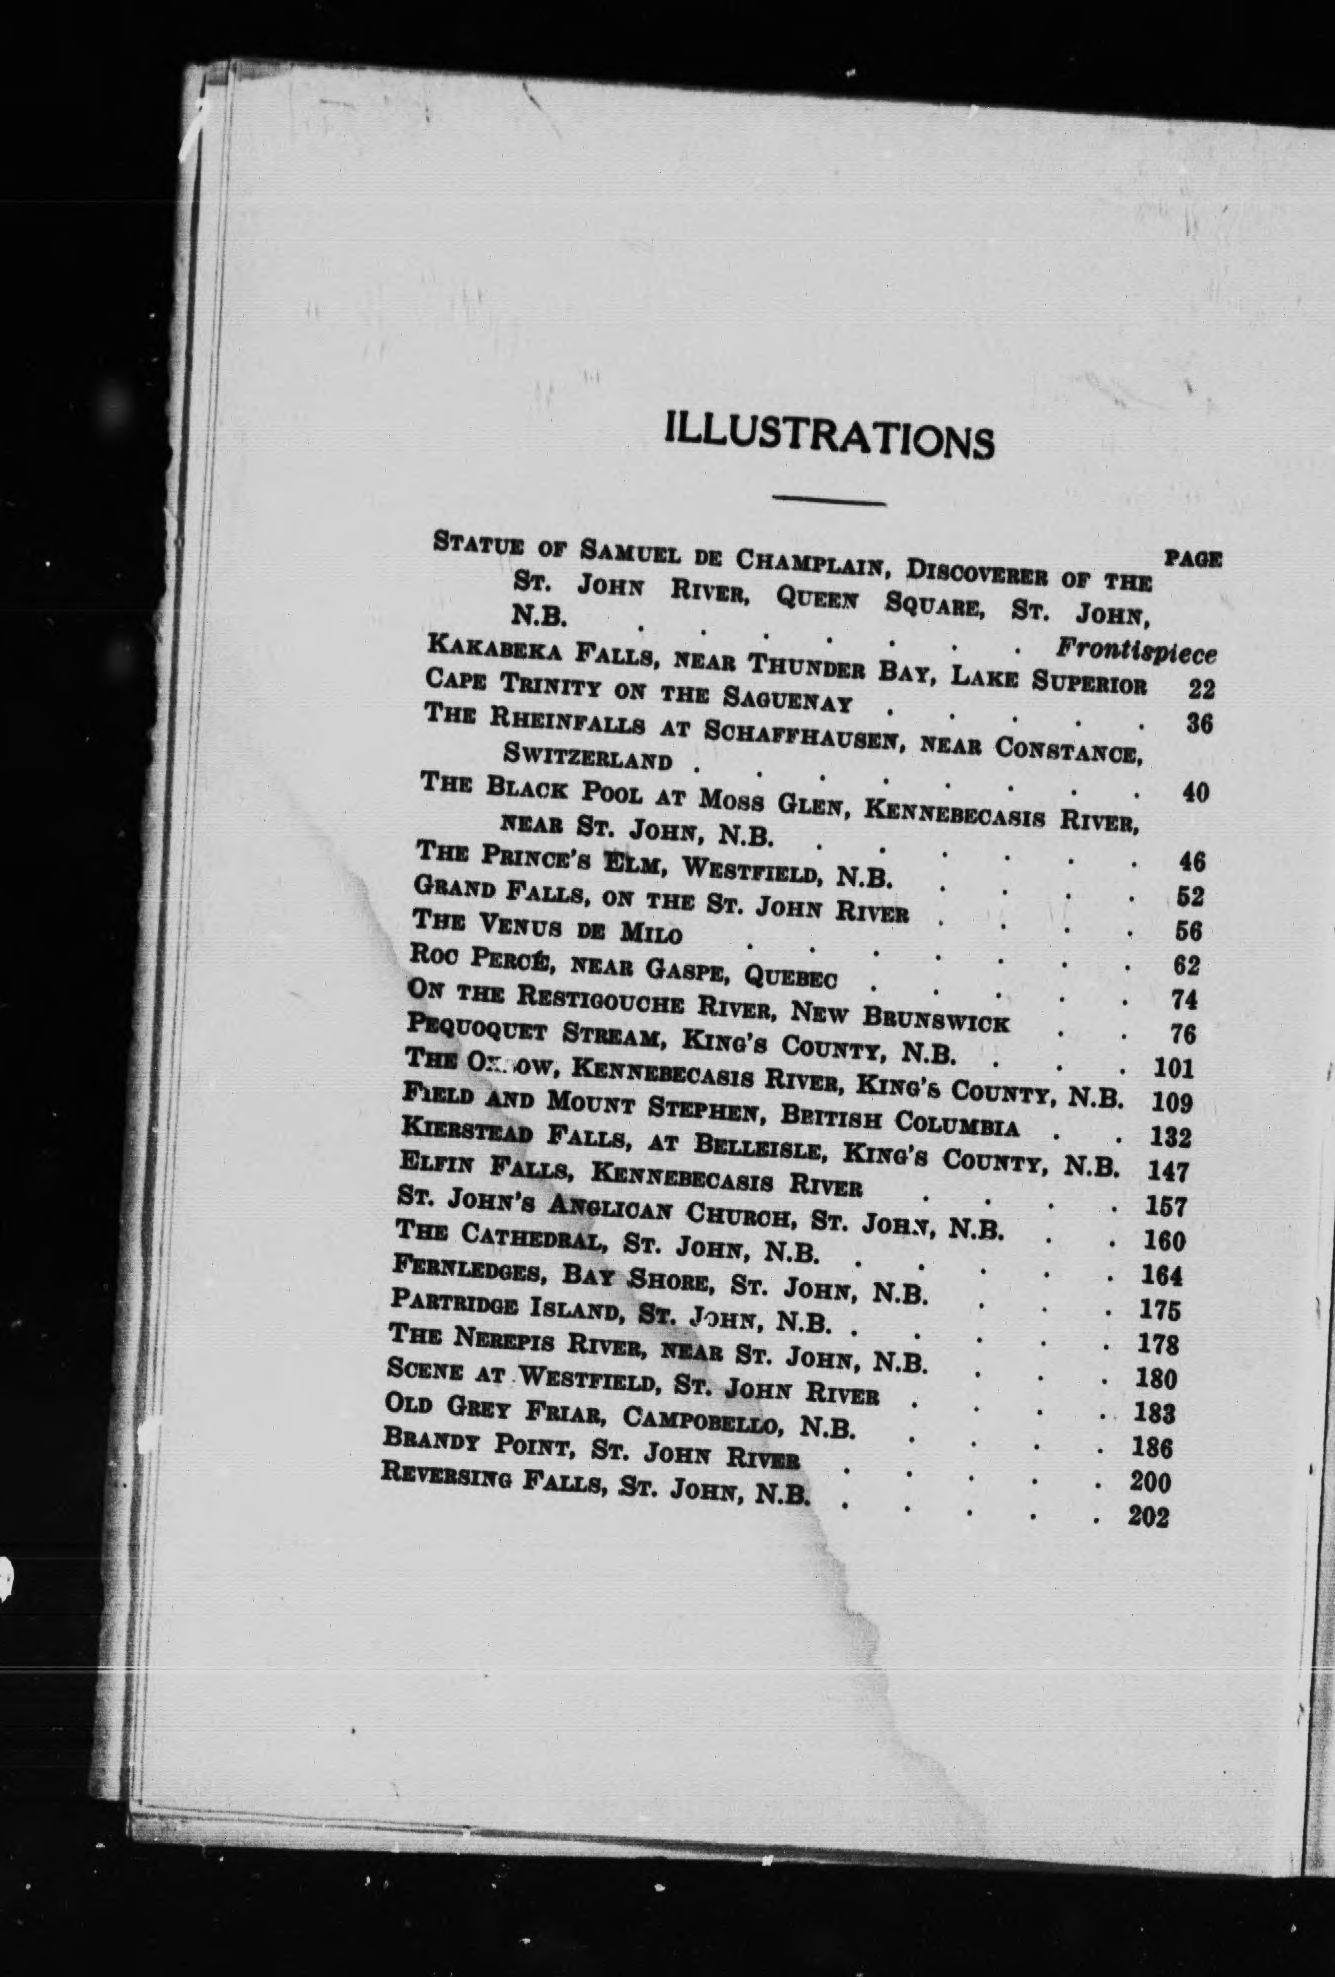 ILLUSTRATIONS
PAGE
STATUE OF SAMUEL DE CHAMPLAIN, DISCOVERER OF THE
ST. JOHN RIVER, QUEEN SQUARE, ST. JOHN,
N.B. . . . . . . . Frontispiece
KAKABEKA FALLS, NEAR THUNDER BAY, LAKE SUPERIOR 22
CAPE TRINITY ON THE SAGUENAY . . . . . 36
THE RHEINFALLS AT SCHAFFHAUSEN, NEAR CONSTANCE,
SWITZERLAND . . . . . . . . 40
THE BLACK POOL AT MOSS GLEN, KENNEBECASIS RIVER,
NEAR ST. JOHN, N.B. . . . . . . 46
THE PRINCE'S ELM, WESTFIELD, N.B. . . . . 52
GRAND FALLS, ON THE ST. JOHN RIVER . . . . 56
THE VENUS DE MILO . . . . . . . 62
ROC PERCÉ, NEAR GASPE, QUEBEC . . . . . 74
ON THE RESTIGOUCHE RIVER, NEW BRUNSWICK . . 76
PEQUOQUET STREAM, KING'S COUNTY, N.B. . . . 101
THE OXBOW, KENNEBECASIS RIVER, KING'S COUNTY, N.B. 109
FIELD AND MOUNT STEPHEN, BRITISH COLUMBIA . . 132
KIERSTEAD FALLS, AT BELLEISLE, KING'S COUNTY, N.B. 147
ELFIN FALLS, KENNEBECASIS RIVER . . . . 157
ST. JOHN'S ANGLICAN CHURCH, ST. JOHN, N.B. . . 160
THE CATHEDRAL, ST. JOHN, N.B. . . . . . 164
FERNLEDGES, BAY SHORE, ST. JOHN, N.B. . . . 175
PARTRIDGE ISLAND, ST. JOHN, N.B. . . . . . 178
THE NEREPIS RIVER, NEAR ST. JOHN, N.B. . . . 180
SCENE AT WESTFIELD, ST. JOHN RIVER . . . . 183
OLD GREY FRIAR, CAMPOBELLO, N.B. . . . . 186
BRANDY POINT, ST. JOHN RIVER . . . . . 200
REVERSING FALLS, ST. JOHN, N.B. . . . . . 202